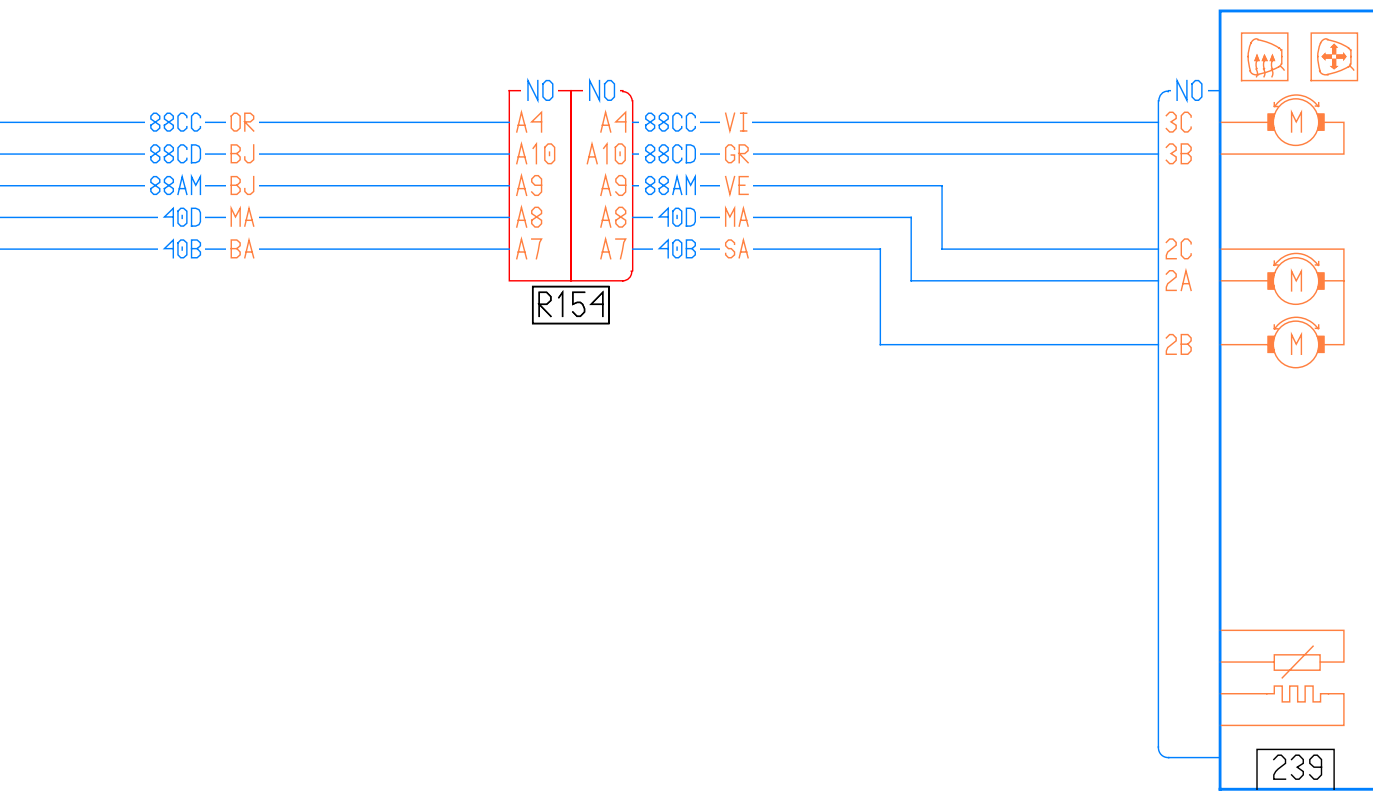 NO NO NO
88CC OR A4 A4 88CC VI 3C M
88CD BJ A10 A10 88CD GR 3B
88AM BJ A9 A9 88AM VE
40D MA A8 A8 40D MA
40B BA A7 A7 40B SA 2C
2A M
R154
2B M
239